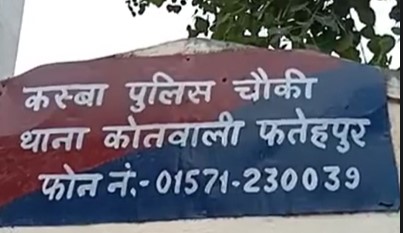 कस्बा पुलिस चौकी
थाना कोतवाली फतेहपुर
फोन नं.:- 01571-230039